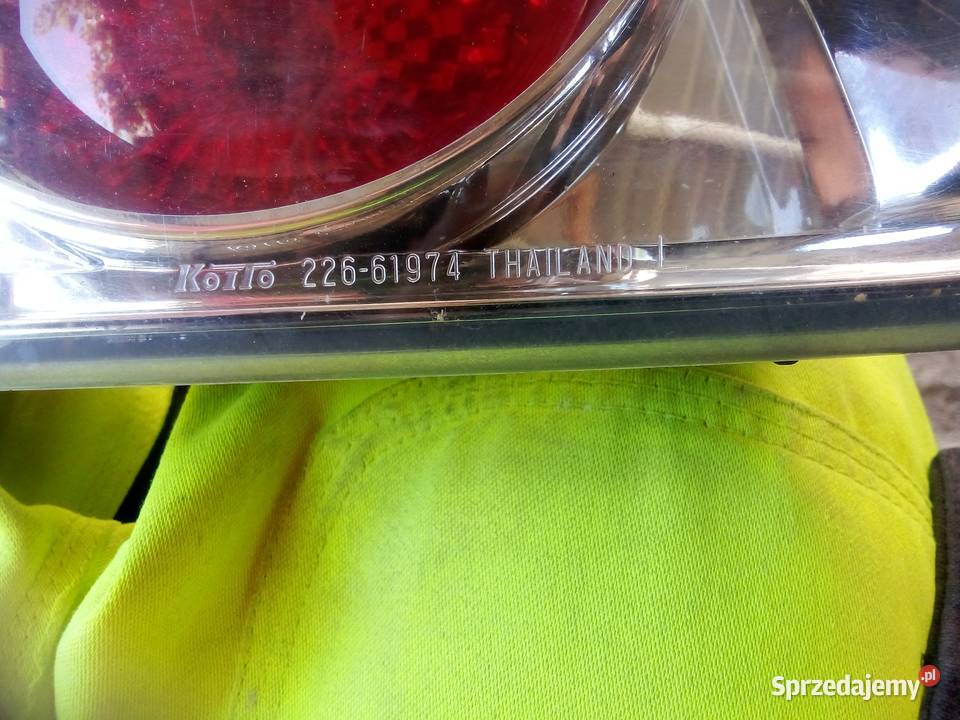 KOITO 226-61974 THAILAND I
Sprzedajemy.pl